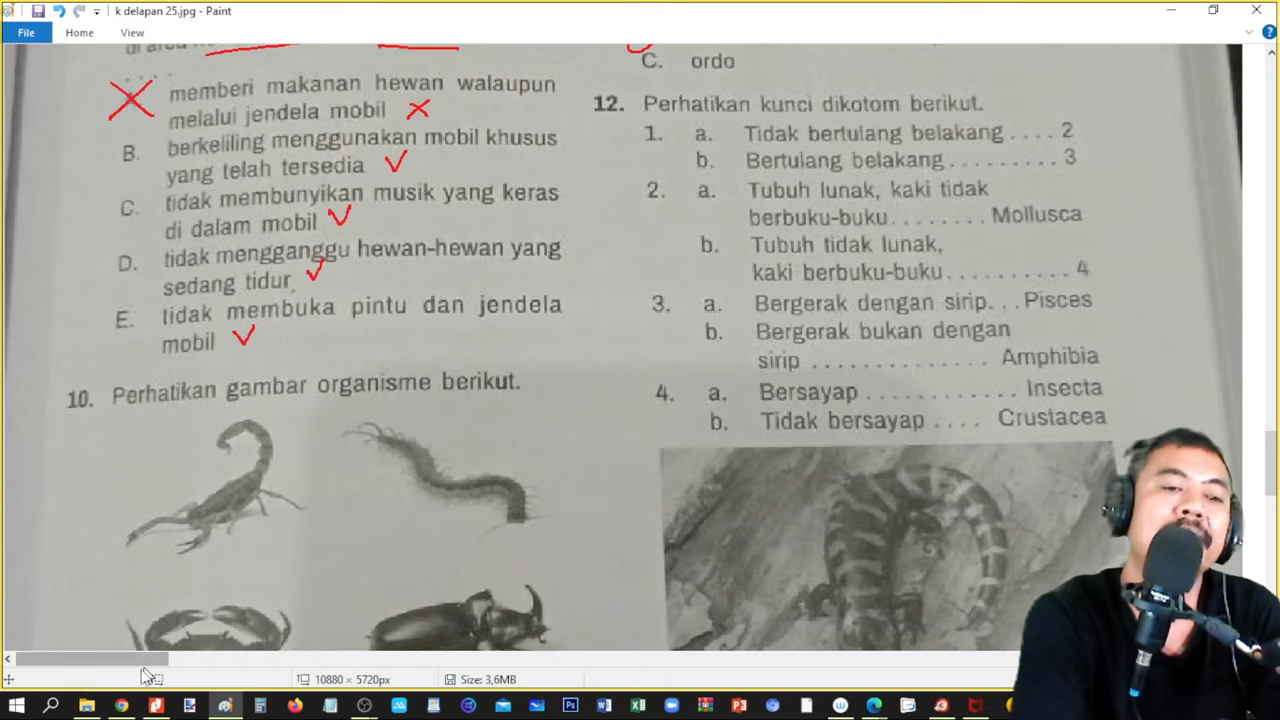 k delapan 25.jpg - Paint
File
Home
View
di area
memberi makanan hewan walaupun
melalui jendela mobil
B. berkeliling menggunakan mobil khusus
yang telah tersedia
C. tidak membunyikan musik yang keras
di dalam mobil
D. tidak mengganggu hewan-hewan yang
sedang tidur
E. tidak membuka pintu dan jendela
mobil
10. Perhatikan gambar organisme berikut.
C. ordo
12. Perhatikan kunci dikotom berikut.
1. a. Tidak bertulang belakang .... 2
b. Bertulang belakang ......... 3
2. a. Tubuh lunak, kaki tidak
berbuku-buku ........ Mollusca
b. Tubuh tidak lunak,
kaki berbuku-buku .......... 4
3. a. Bergerak dengan sirip... Pisces
b. Bergerak bukan dengan
sirip .............. Amphibia
4. a. Bersayap ............ Insecta
b. Tidak bersayap .... Crustacea
10880 × 5720px
Size: 3,6MB